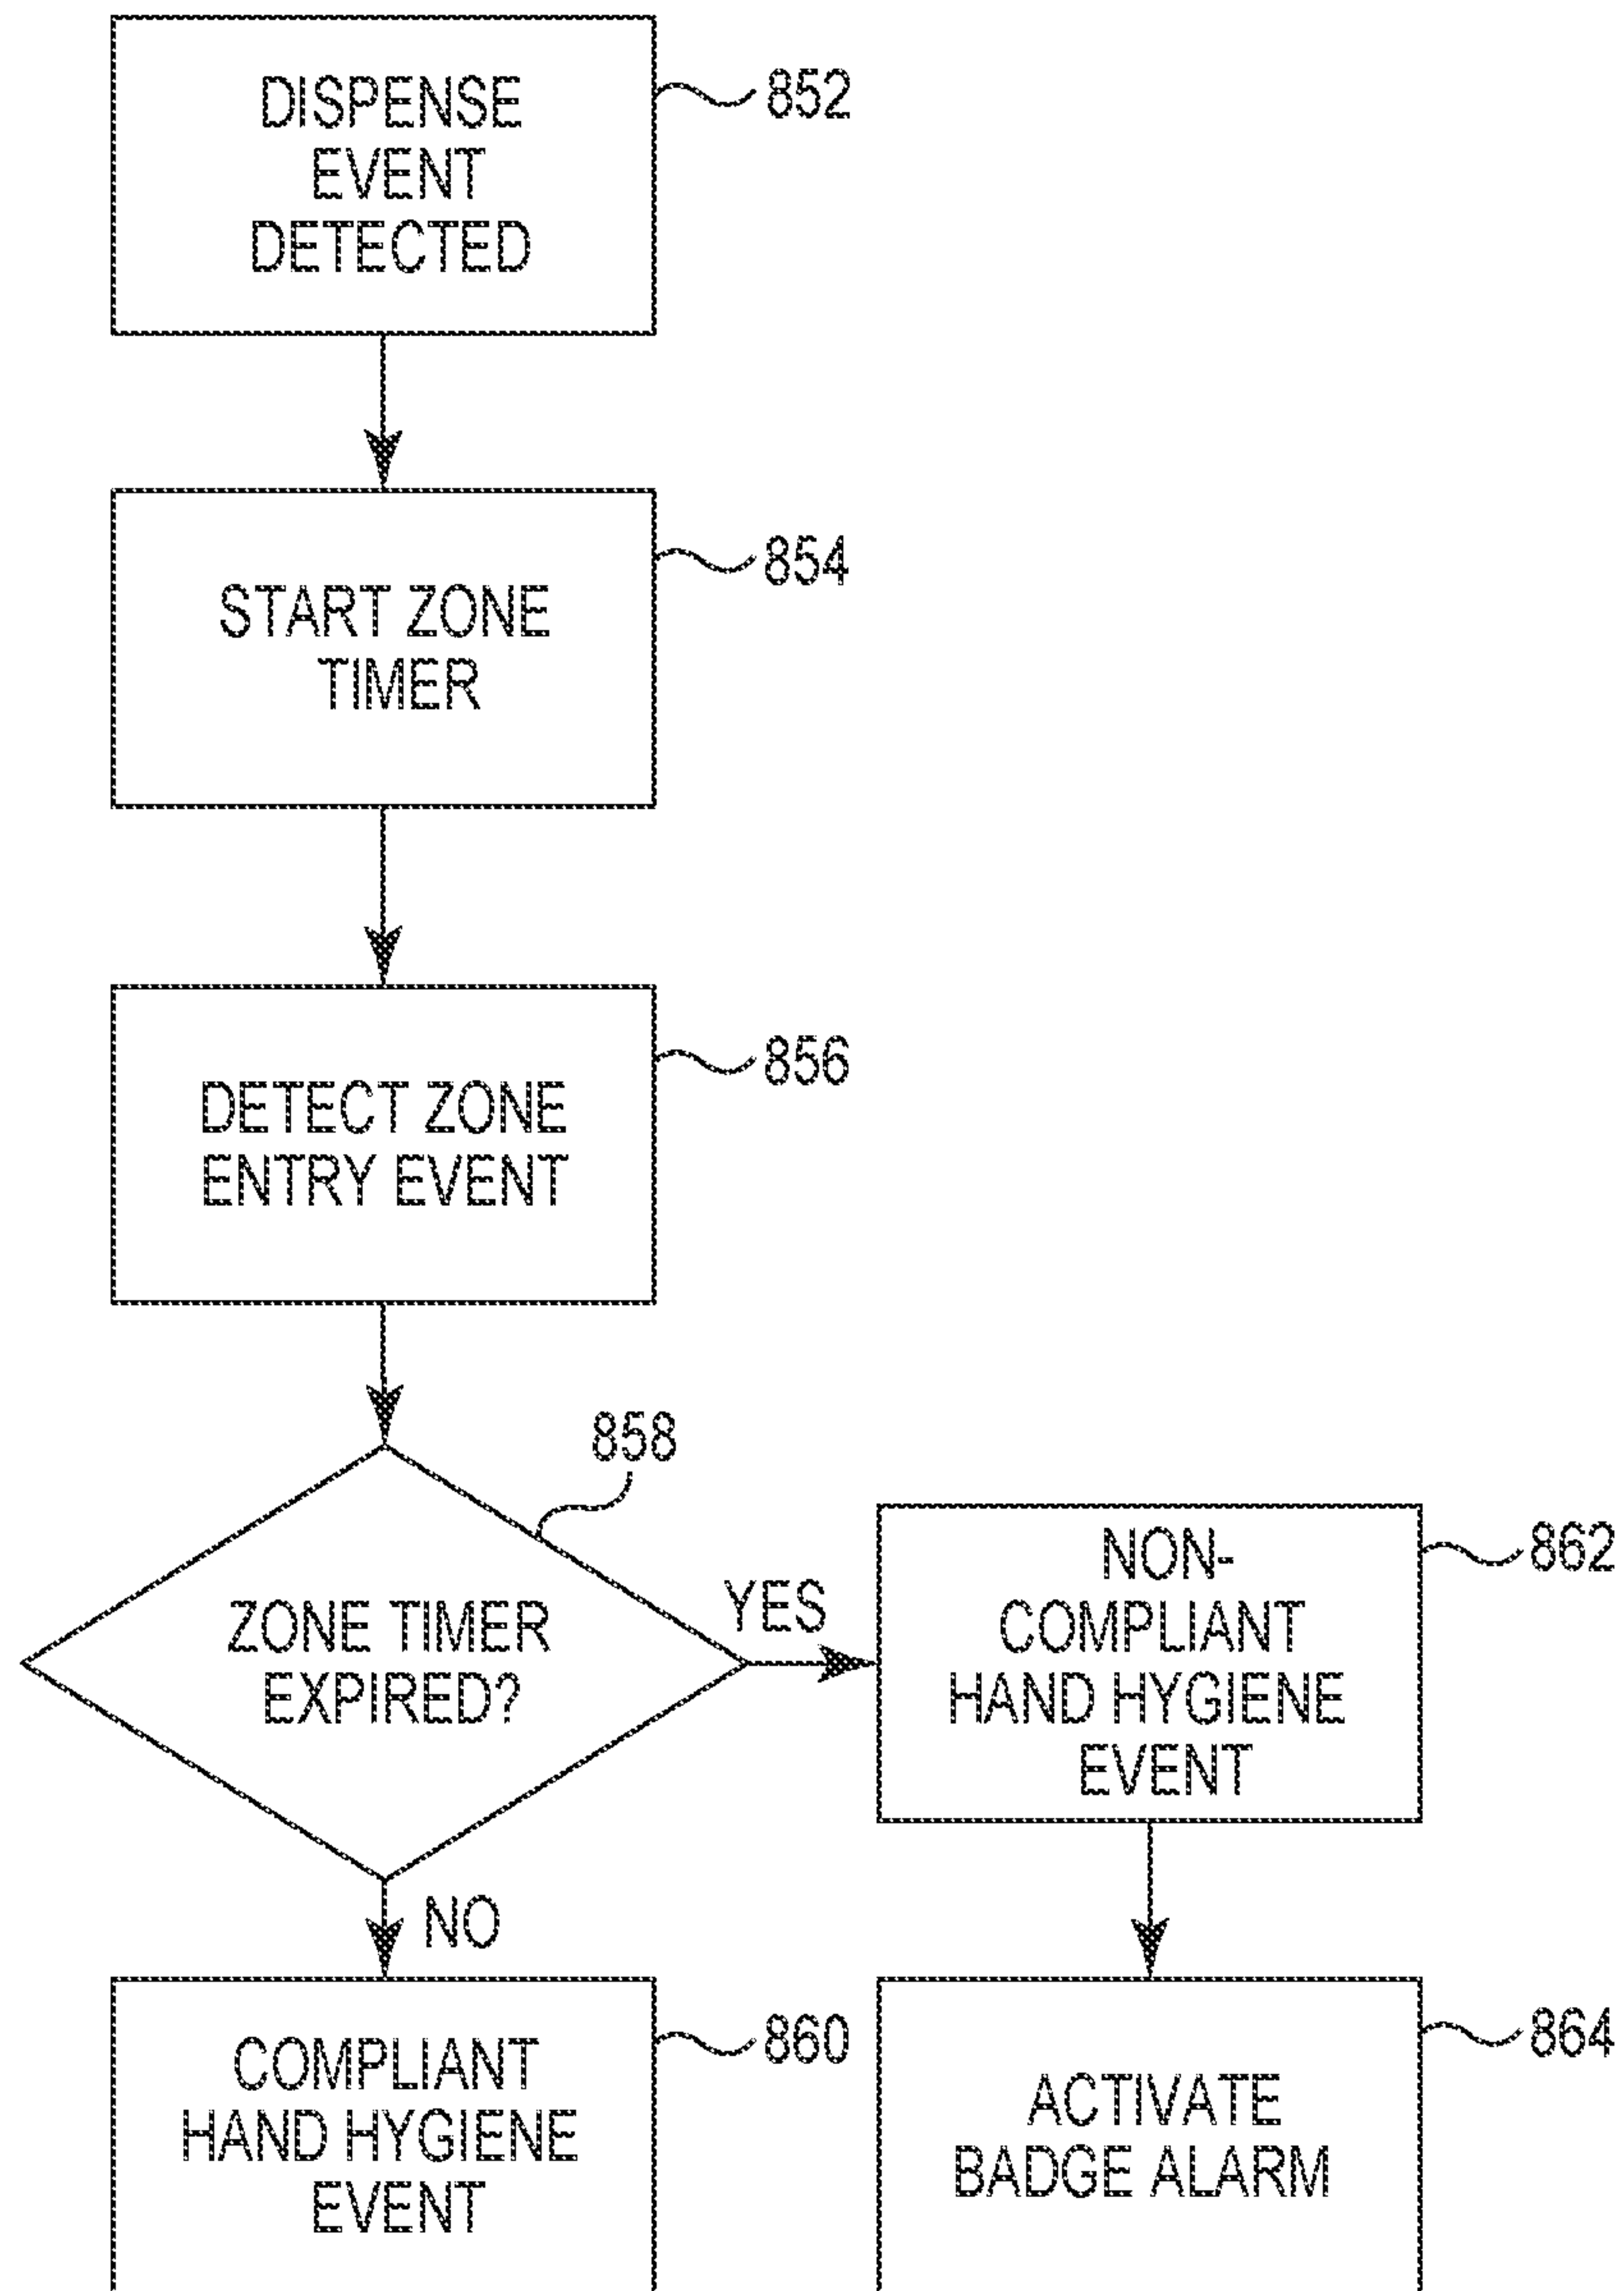 DISPENSE
EVENT
DETECTED
852
START ZONE
TIMER
854
DETECT ZONE
ENTRY EVENT
856
858
ZONE TIMER
EXPIRED?
YES
NO
NON-
COMPLIANT
HAND HYGIENE
EVENT
862
COMPLIANT
HAND HYGIENE
EVENT
860
ACTIVATE
BADGE ALARM
864